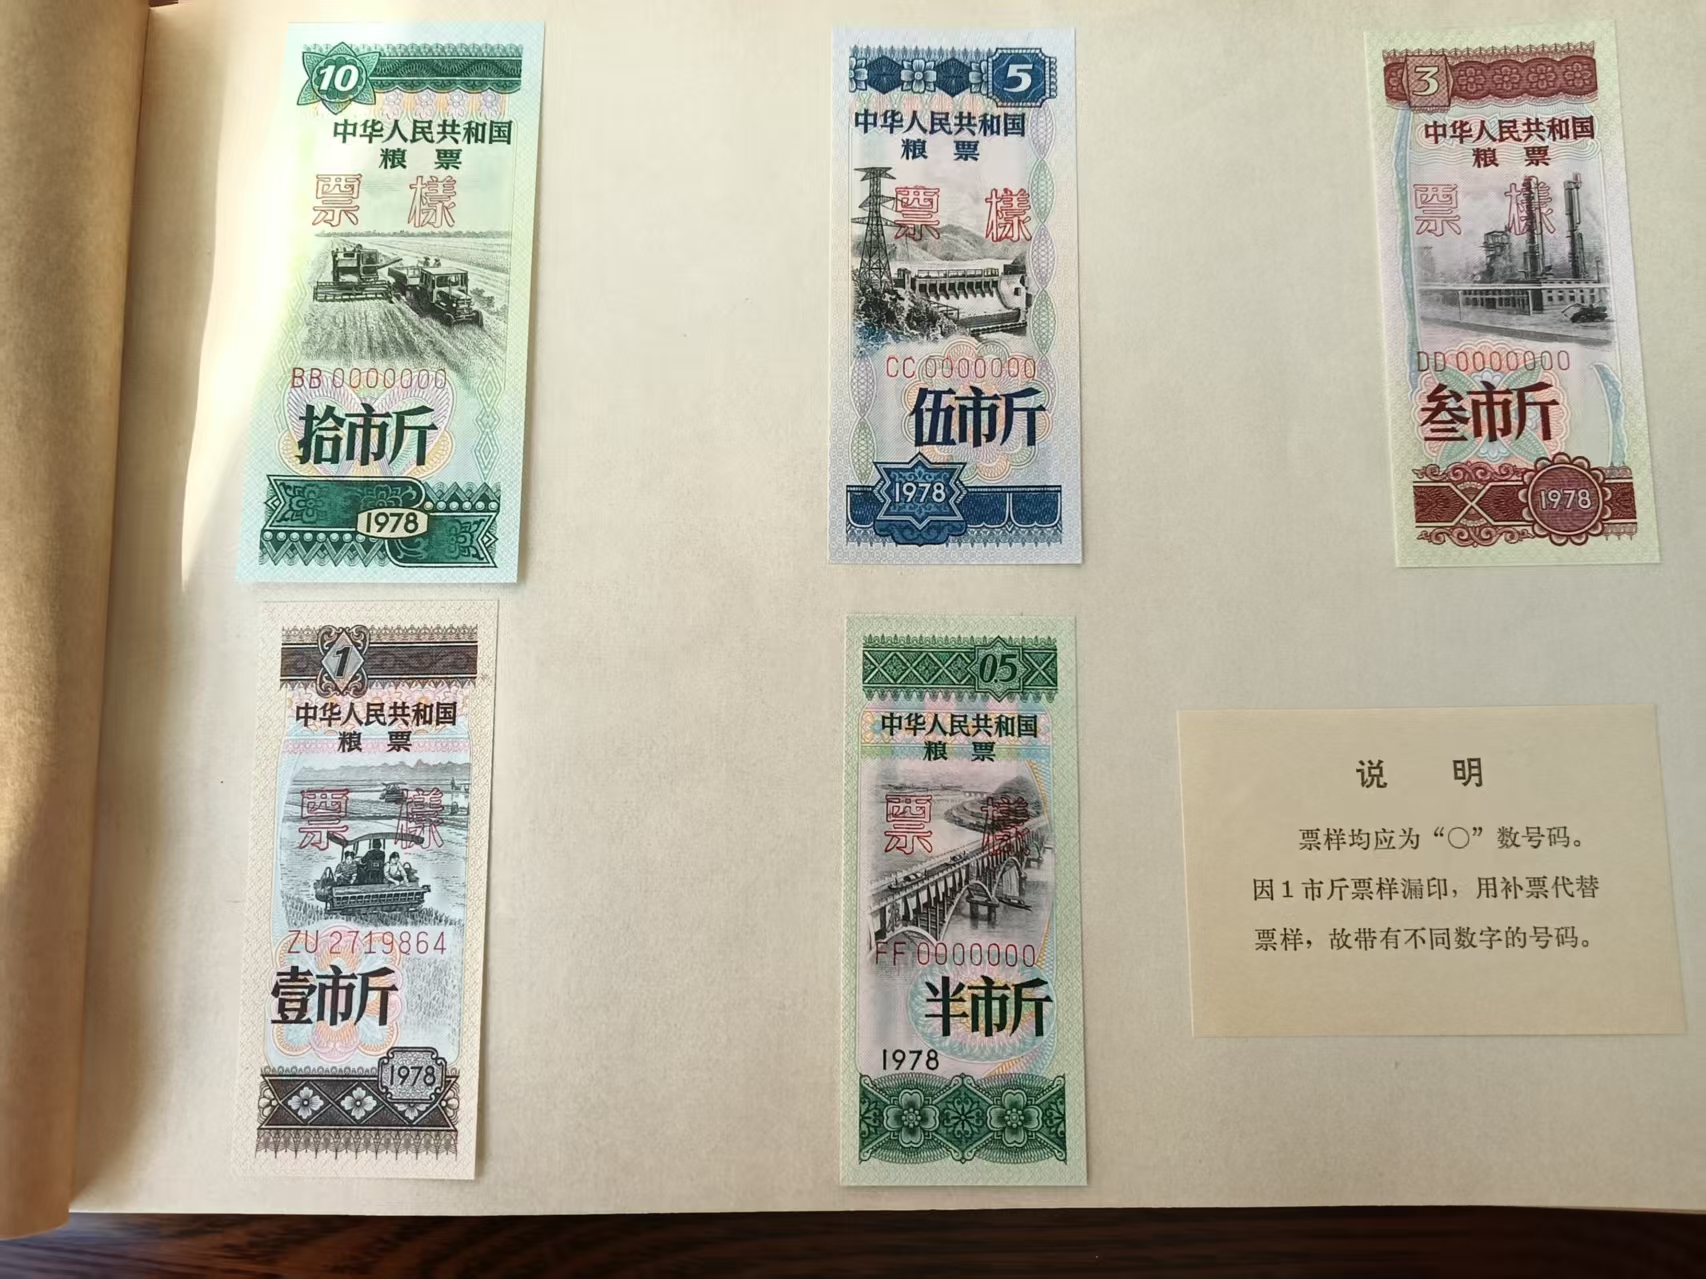 10
中华人民共和国
粮 票
票 樣
BB 0000000
拾市斤
1978
5
中华人民共和国
粮 票
票 樣
CC 0000000
伍市斤
1978
3
中华人民共和国
粮 票
票 樣
DD 0000000
叁市斤
1978
1
中华人民共和国
粮 票
票 樣
ZU 2719864
壹市斤
1978
0.5
中华人民共和国
粮 票
票 樣
FF 0000000
半市斤
1978
说 明
票样均应为“〇”数号码。
因1市斤票样漏印，用补票代替
票样，故带有不同数字的号码。